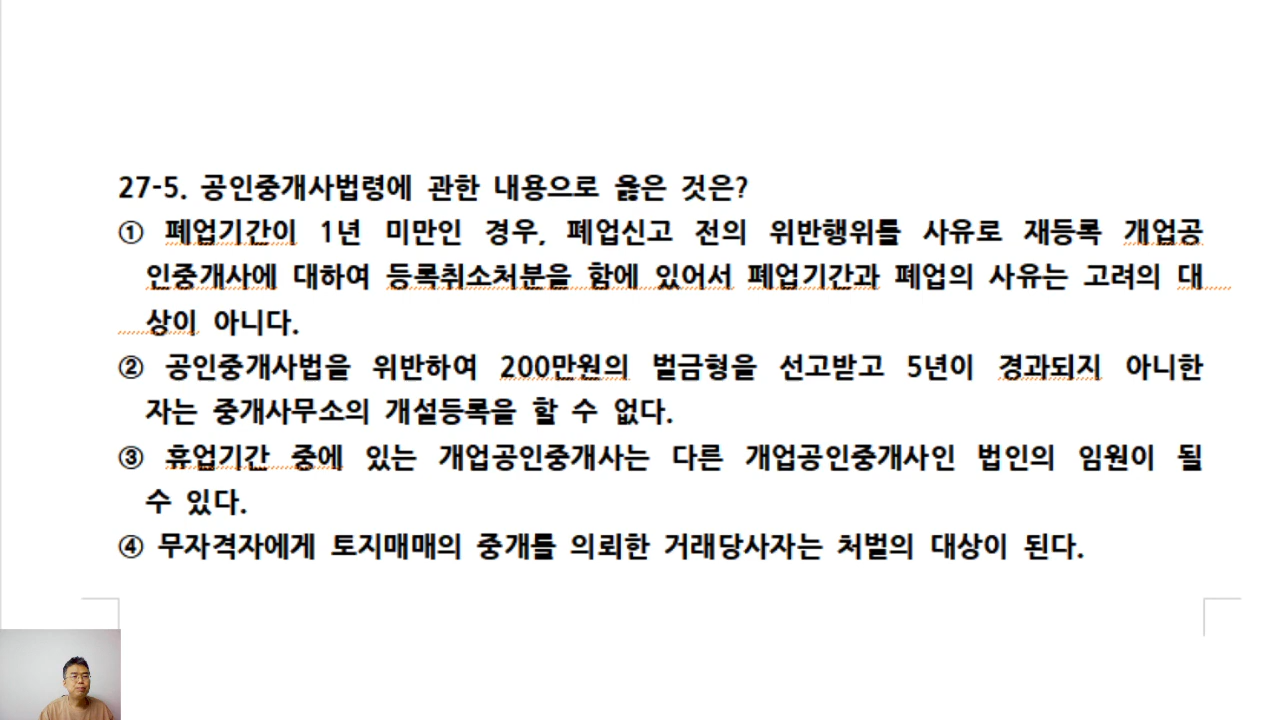 27-5. 공인중개사법령에 관한 내용으로 옳은 것은?
① 폐업기간이 1년 미만인 경우, 폐업신고 전의 위반행위를 사유로 재등록 개업공
인중개사에 대하여 등록취소처분을 함에 있어서 폐업기간과 폐업의 사유는 고려의 대
상이 아니다.
② 공인중개사법을 위반하여 200만원의 벌금형을 선고받고 5년이 경과되지 아니한
자는 중개사무소의 개설등록을 할 수 없다.
③ 휴업기간 중에 있는 개업공인중개사는 다른 개업공인중개사인 법인의 임원이 될
수 있다.
④ 무자격자에게 토지매매의 중개를 의뢰한 거래당사자는 처벌의 대상이 된다.